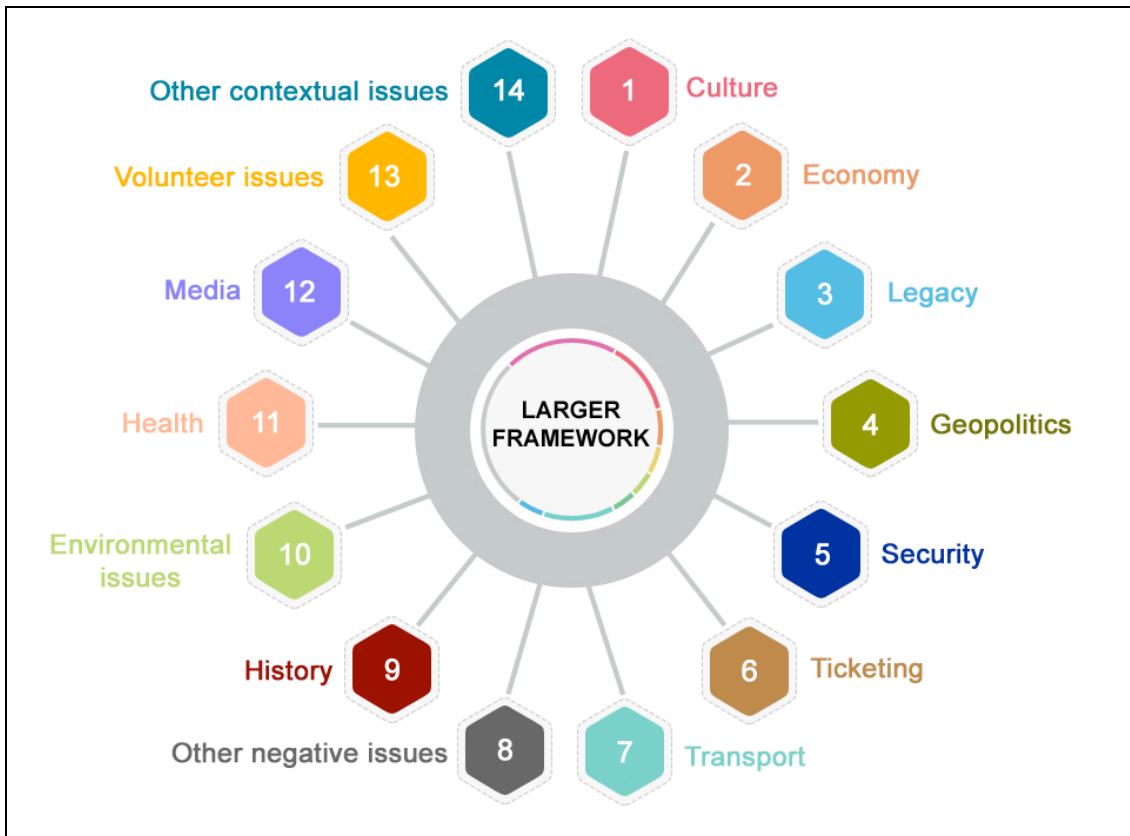 LARGER
FRAMEWORK
1
Culture
2
Economy
3
Legacy
4
Geopolitics
5
Security
6
Ticketing
7
Transport
8
Other negative issues
9
History
10
Environmental
issues
11
Health
12
Media
13
Volunteer issues
14
Other contextual issues